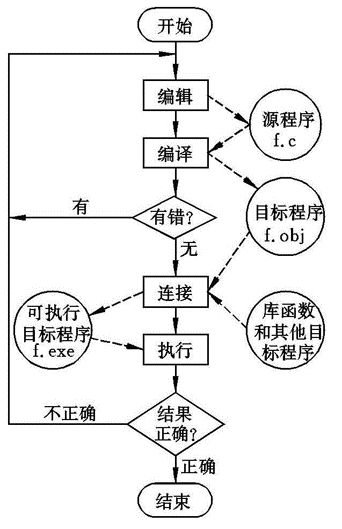 开始
编辑
源程序
f.c
编译
有
有错?
目标程序
f.obj
无
连接
可执行
目标程序
f.exe
库函数
和其他目
标程序
执行
不正确
结果
正确?
正确
结束